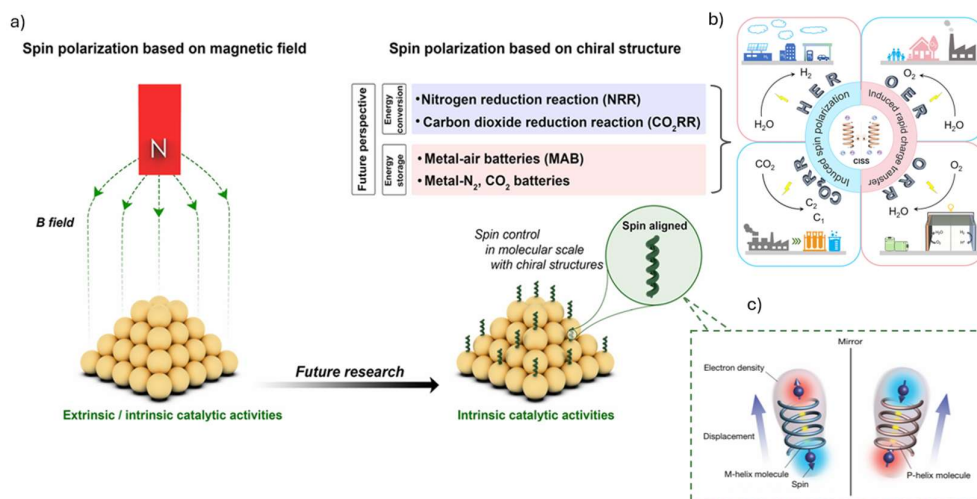 a)
Spin polarization based on magnetic field
N
B field
Extrinsic / intrinsic catalytic activities
Future research
Spin polarization based on chiral structure
Future perspective
Energy conversion
•Nitrogen reduction reaction (NRR)
•Carbon dioxide reduction reaction (CO2RR)
Energy storage
•Metal-air batteries (MAB)
•Metal-N2, CO2 batteries
Spin control
in molecular scale
with chiral structures
Spin aligned
Intrinsic catalytic activities
b)
H2
H2O
HER
O2
H2O
OER
Induced spin polarization
Induced rapid charge transfer
CISS
CO2
C2
C1
CO2RR
O2
H2O
ORR
c)
Mirror
Electron density
Displacement
M-helix molecule
Spin
P-helix molecule